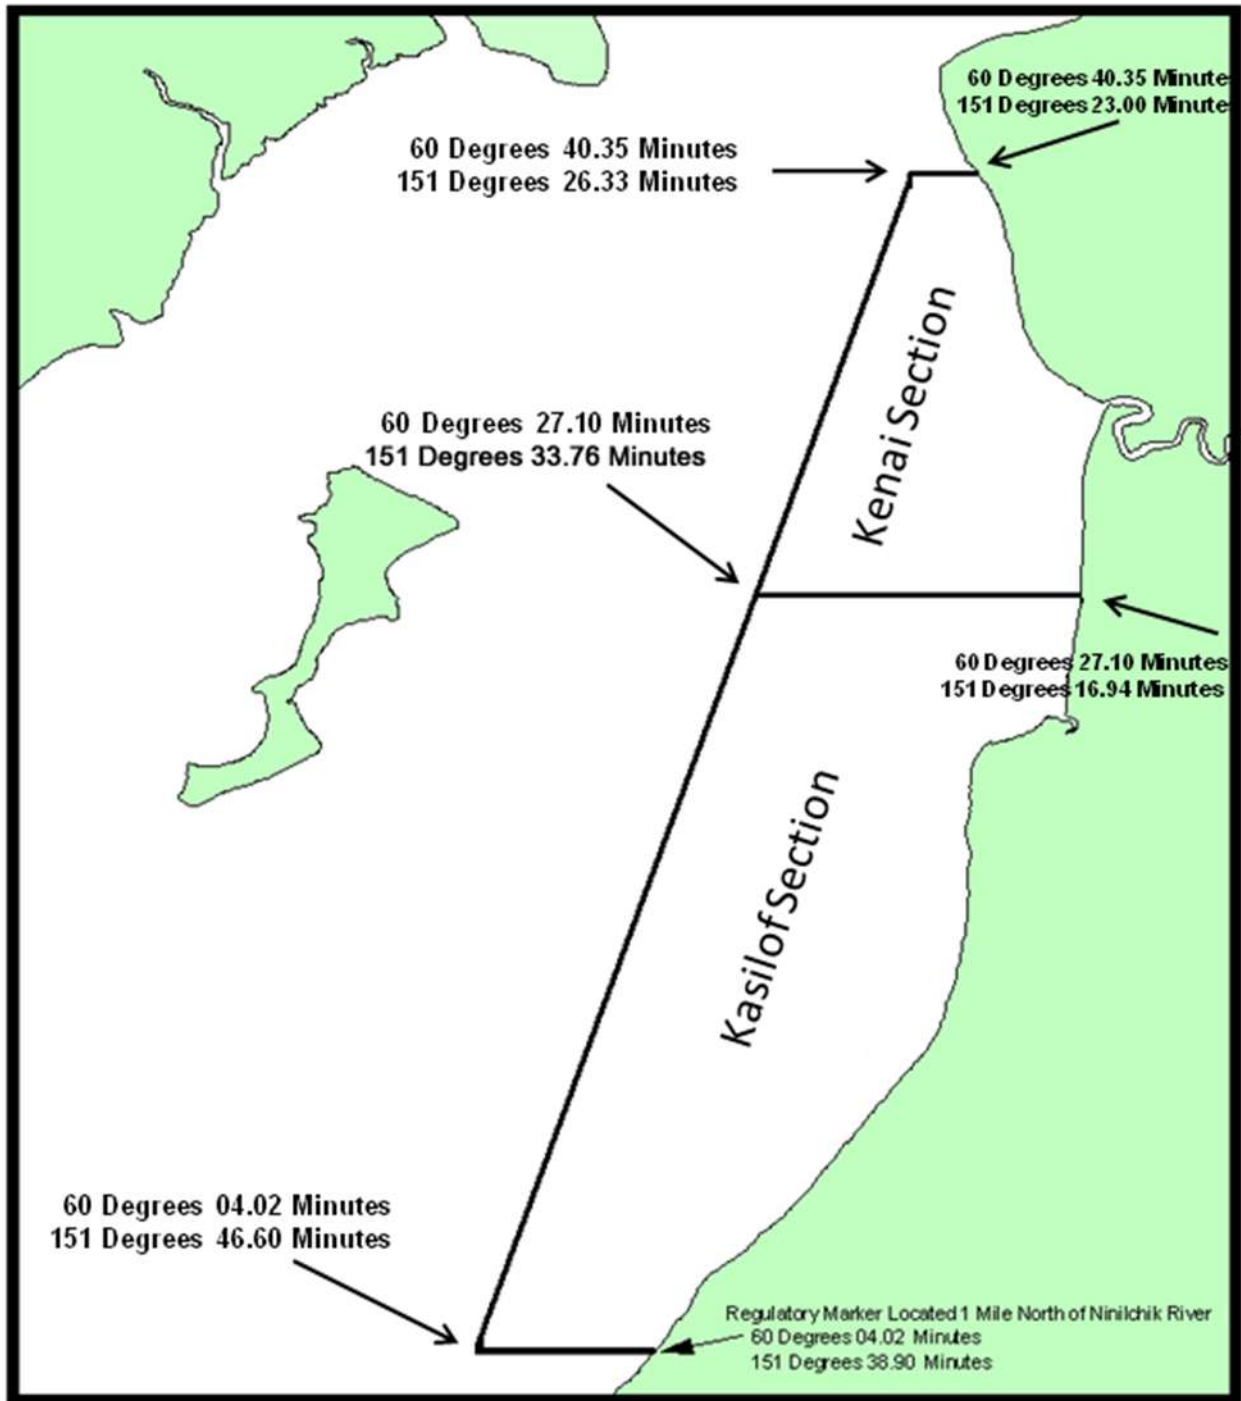 60 Degrees 40.35 Minute
151 Degrees 23.00 Minute
60 Degrees 40.35 Minutes
151 Degrees 26.33 Minutes
Kenai Section
60 Degrees 27.10 Minutes
151 Degrees 33.76 Minutes
60 Degrees 27.10 Minutes
151 Degrees 16.94 Minutes
Kasilof Section
60 Degrees 04.02 Minutes
151 Degrees 46.60 Minutes
Regulatory Marker Located 1 Mile North of Ninilchik River
60 Degrees 04.02 Minutes
151 Degrees 38.90 Minutes